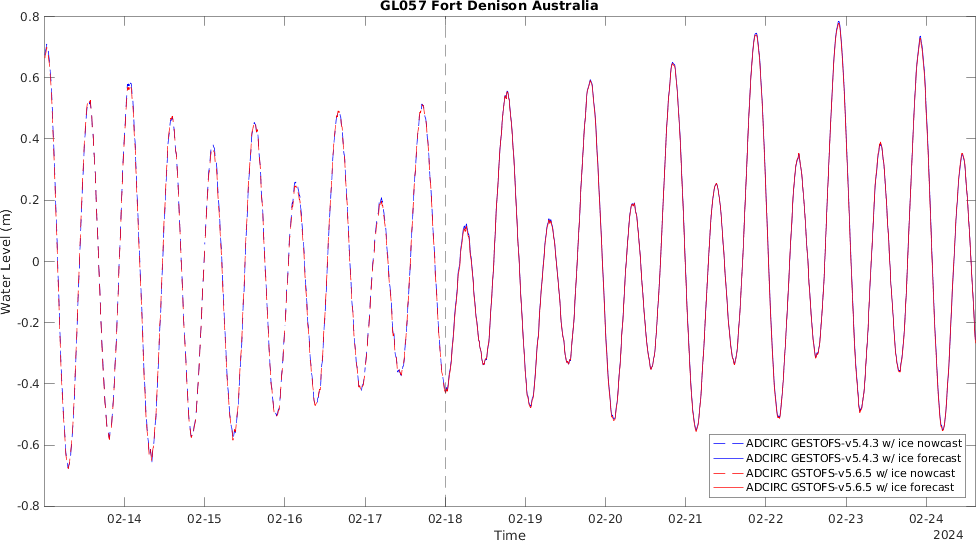 GL057 Fort Denison Australia
0.8
0.6
0.4
0.2
0
-0.2
-0.4
-0.6
-0.8
Water Level (m)
02-14 02-15 02-16 02-17 02-18 02-19 02-20 02-21 02-22 02-23 02-24
Time
2024
ADCIRC GESTOFS-v5.4.3 w/ ice nowcast
ADCIRC GESTOFS-v5.4.3 w/ ice forecast
ADCIRC GSTOFS-v5.6.5 w/ ice nowcast
ADCIRC GSTOFS-v5.6.5 w/ ice forecast